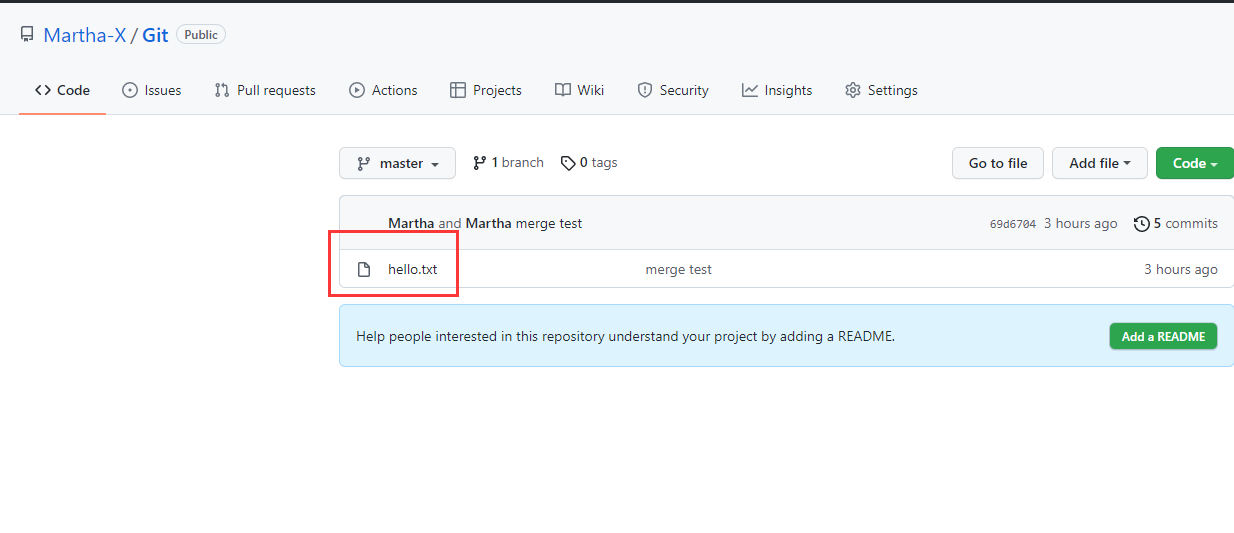 Martha-X / Git Public
Code Issues Pull requests Actions Projects Wiki Security Insights Settings
master 1 branch 0 tags Go to file Add file Code
Martha and Martha merge test 69d6704 3 hours ago 5 commits
hello.txt merge test 3 hours ago
Help people interested in this repository understand your project by adding a README. Add a README